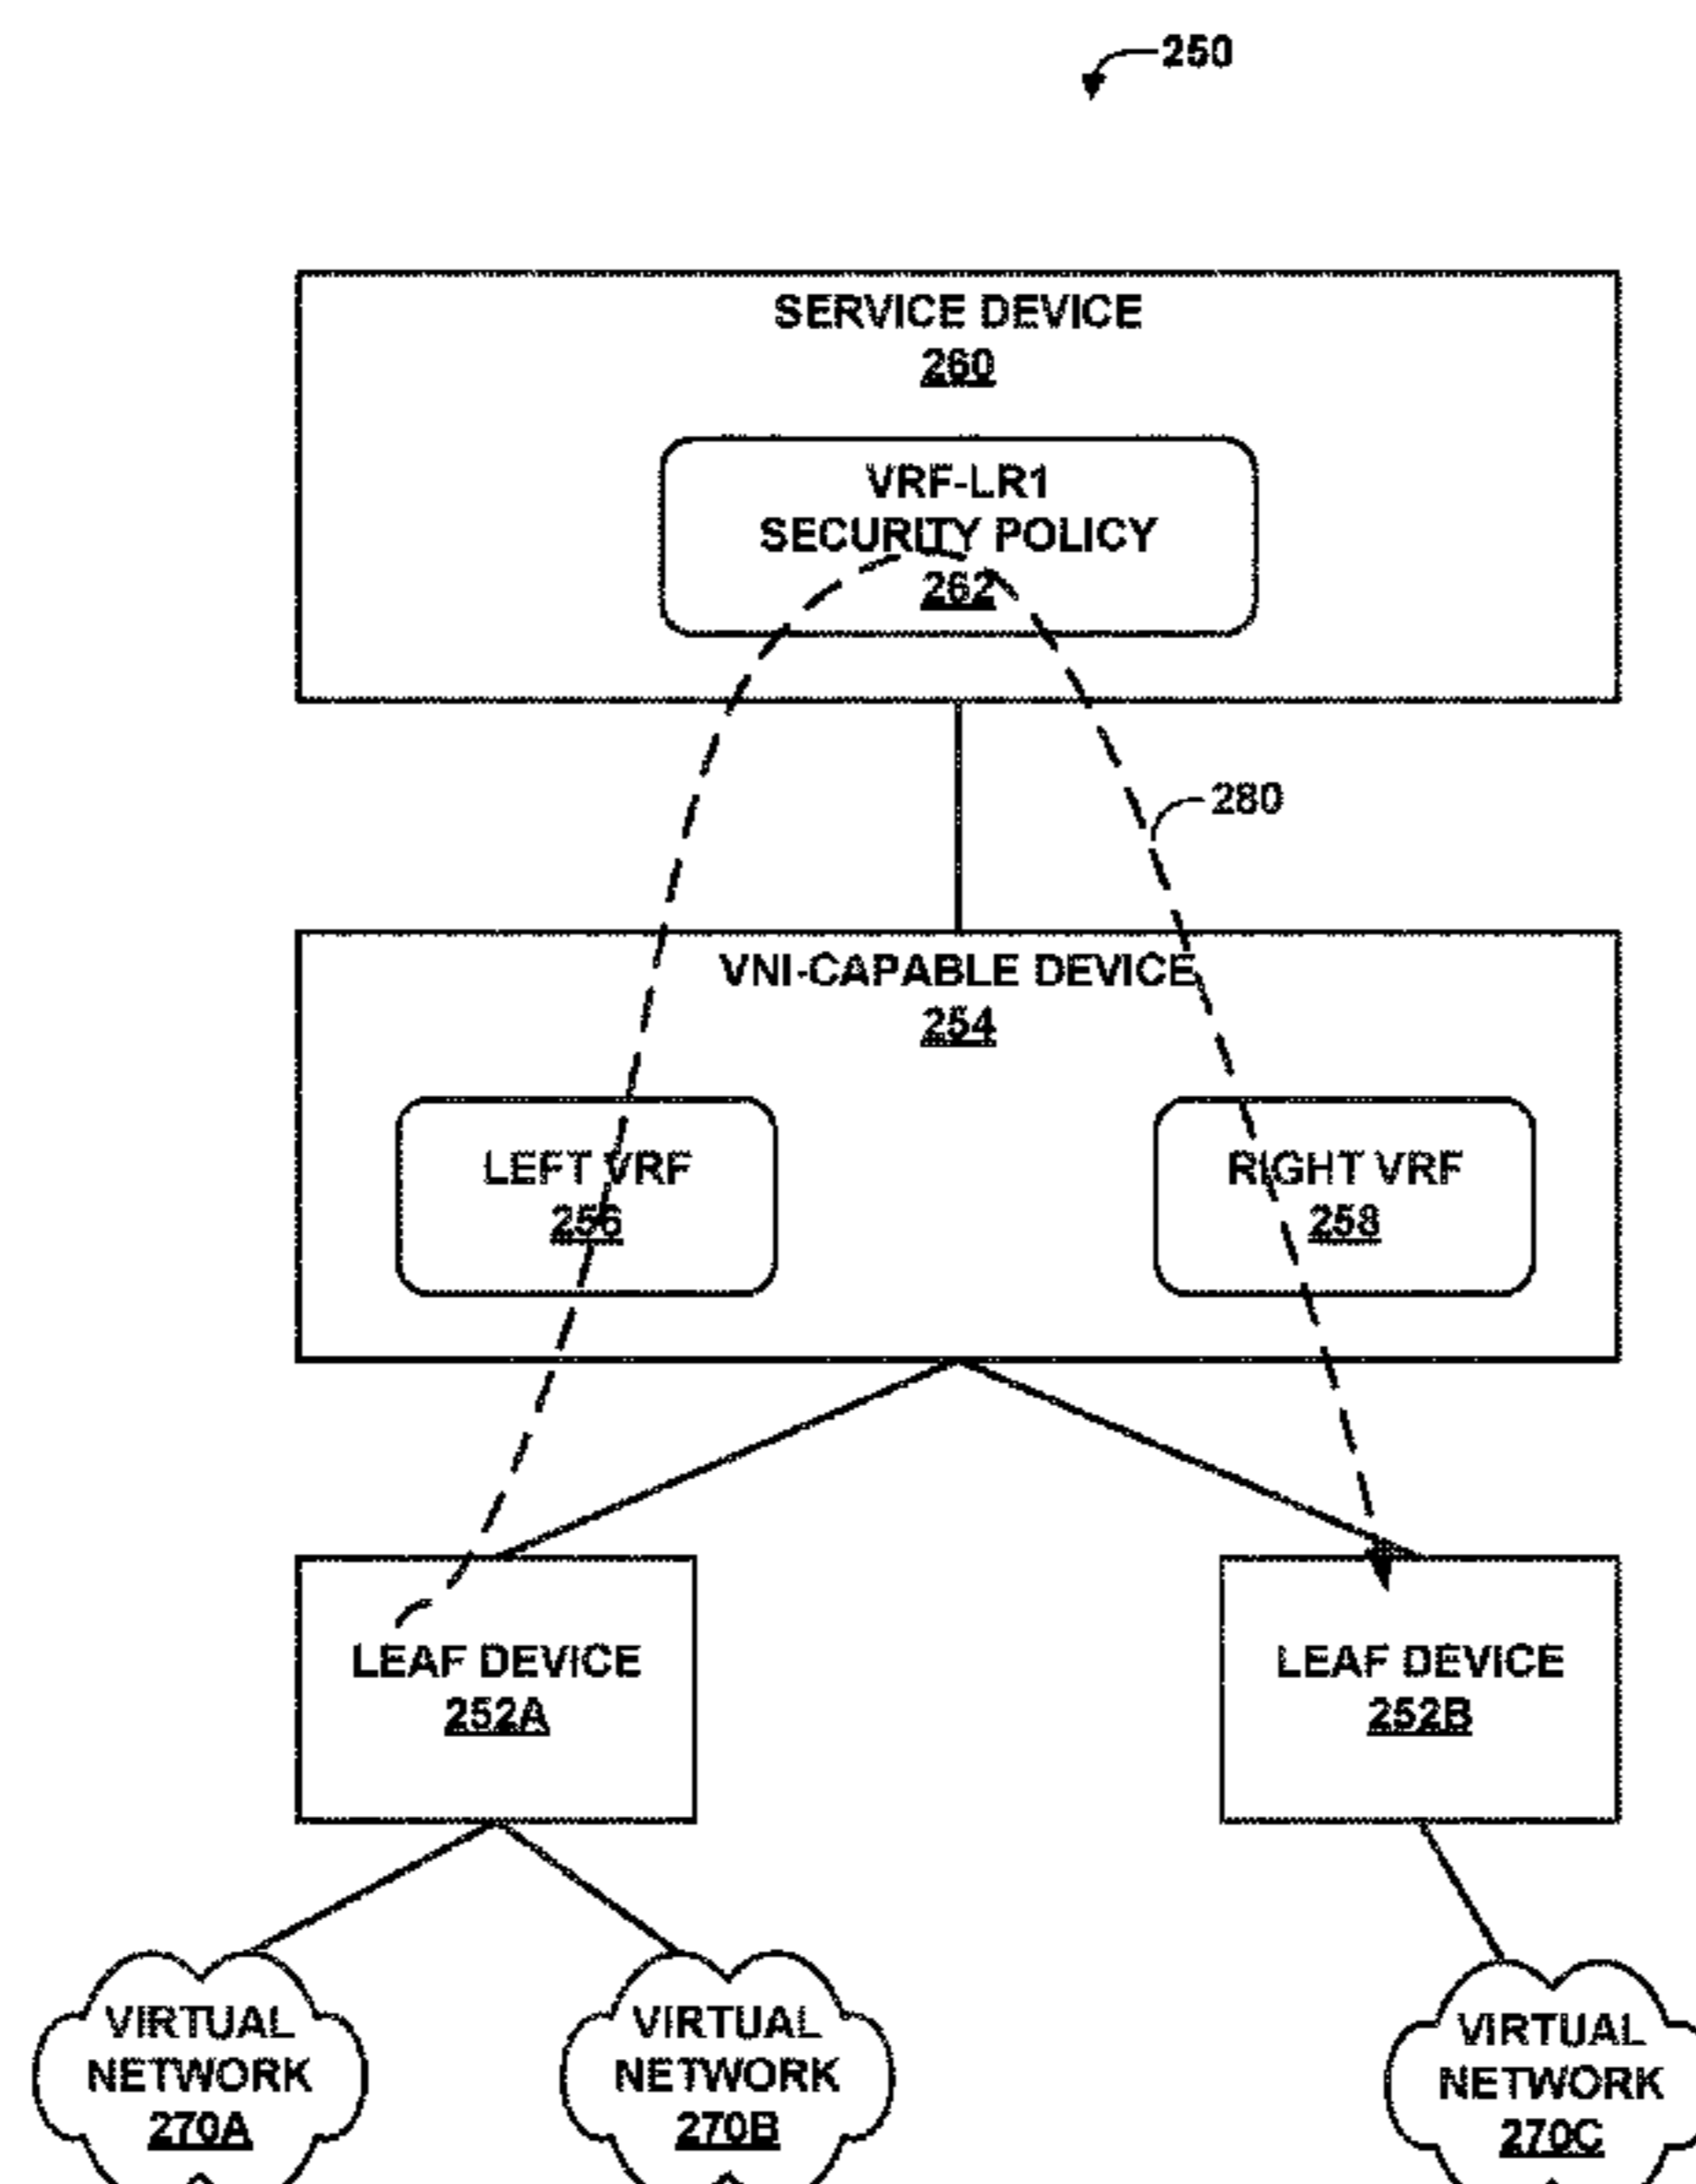 250
SERVICE DEVICE
260
VRF-LR1
SECURITY POLICY
262
280
VNI-CAPABLE DEVICE
254
LEFT VRF
256
RIGHT VRF
258
LEAF DEVICE
252A
LEAF DEVICE
252B
VIRTUAL
NETWORK
270A
VIRTUAL
NETWORK
270B
VIRTUAL
NETWORK
270C